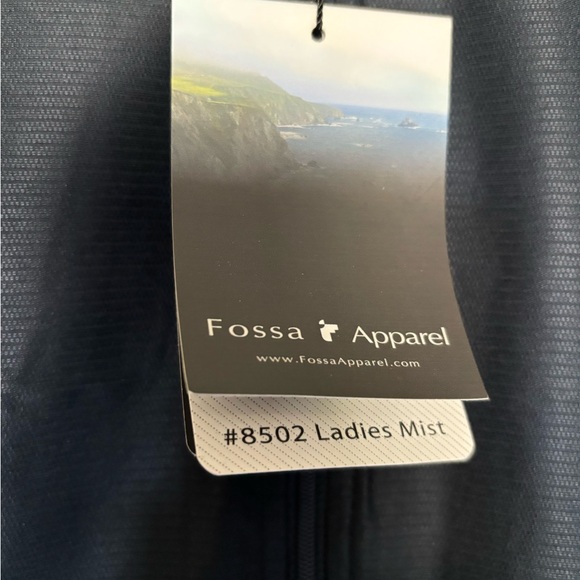 Fossa Apparel
www.FossaApparel.com
#8502 Ladies Mist